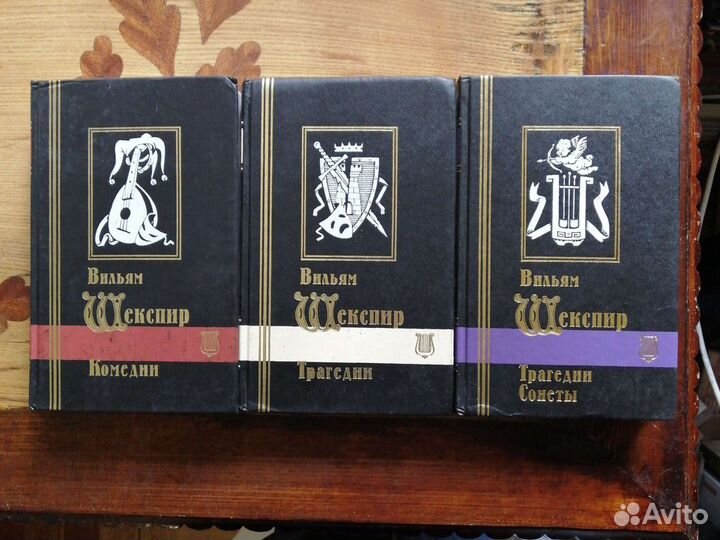 Вильям
Шекспир
Комедии
Вильям
Шекспир
Трагедии
Вильям
Шекспир
Трагедии
Сонеты
Avito